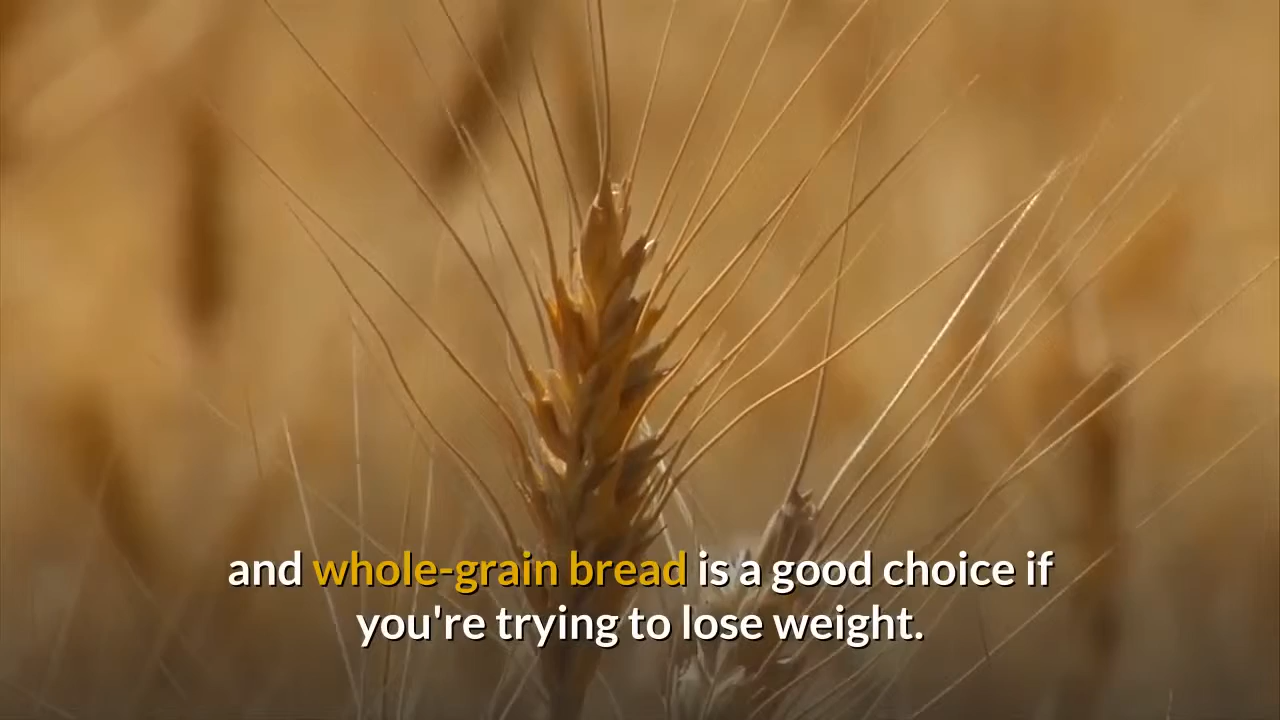 and whole-grain bread is a good choice if
you're trying to lose weight.